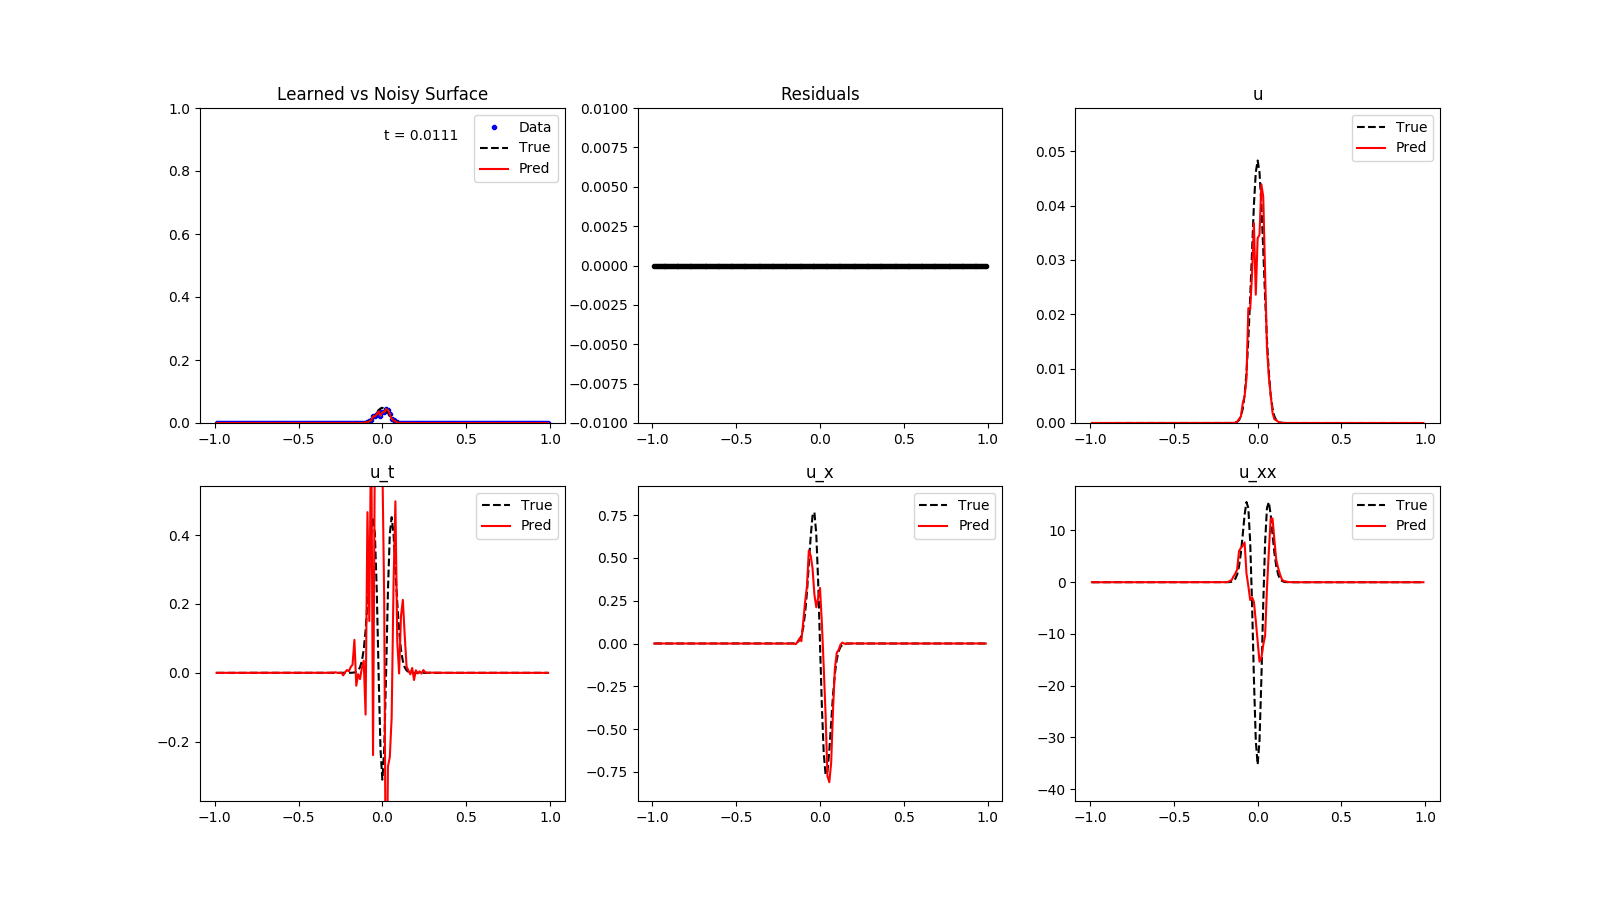 Learned vs Noisy Surface
1.0
0.8
0.6
0.4
0.2
0.0
−1.0 −0.5 0.0 0.5 1.0
t = 0.0111
Data
True
Pred
Residuals
0.0100
0.0075
0.0050
0.0025
0.0000
−0.0025
−0.0050
−0.0075
−0.0100
−1.0 −0.5 0.0 0.5 1.0
u
0.05
0.04
0.03
0.02
0.01
0.00
−1.0 −0.5 0.0 0.5 1.0
True
Pred
u_t
0.4
0.2
0.0
−0.2
−1.0 −0.5 0.0 0.5 1.0
True
Pred
u_x
0.75
0.50
0.25
0.00
−0.25
−0.50
−0.75
−1.0 −0.5 0.0 0.5 1.0
True
Pred
u_xx
10
0
−10
−20
−30
−40
−1.0 −0.5 0.0 0.5 1.0
True
Pred